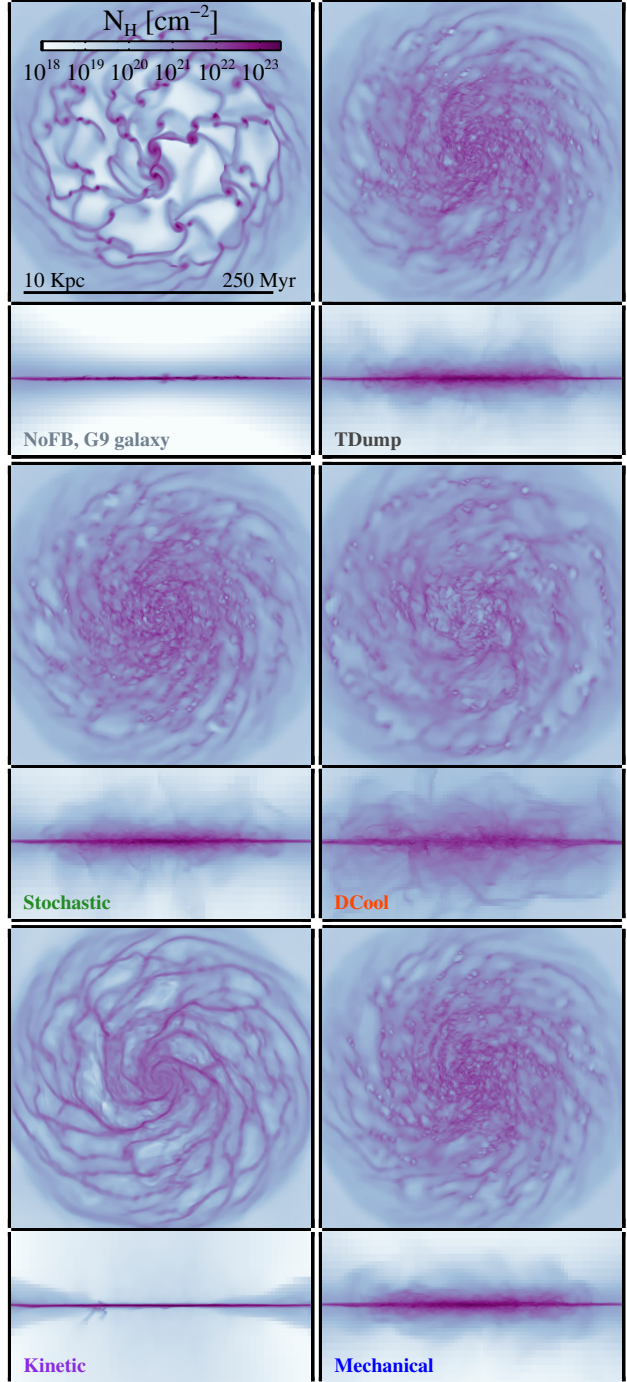 N_H [cm^−2]
10^18 10^19 10^20 10^21 10^22 10^23
10 Kpc 250 Myr
NoFB, G9 galaxy
TDump
Stochastic
DCool
Kinetic
Mechanical